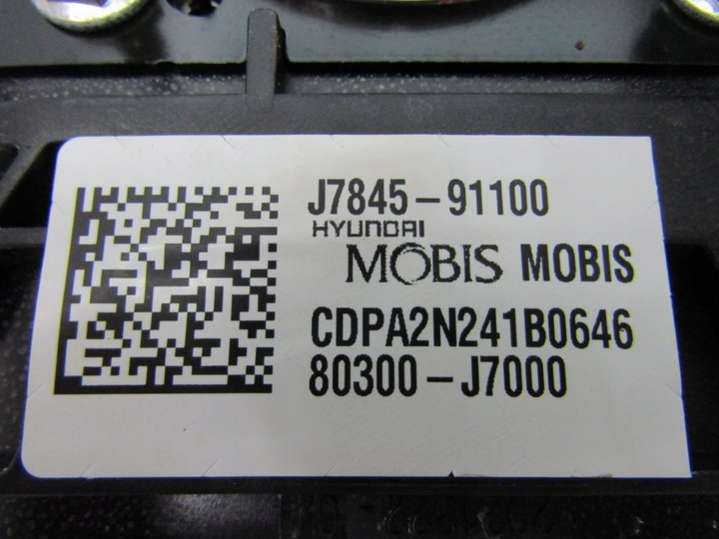 J7845-91100
HYUNDAI
MOBIS MOBIS
CDPA2N241B0646
80300-J7000